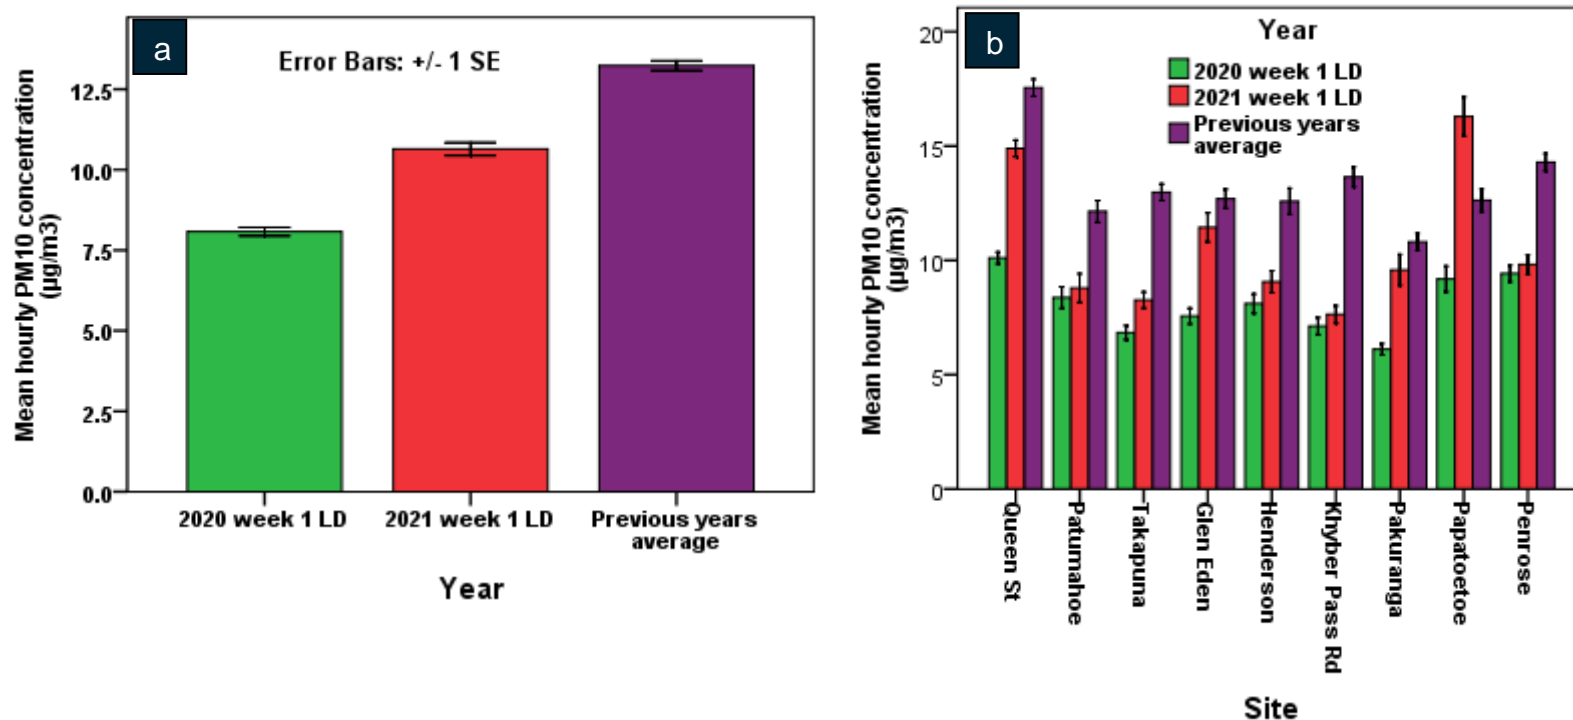 a
Error Bars: +/- 1 SE
Mean hourly PM10 concentration
(µg/m3)
12.5
10.0
7.5
5.0
2.5
0.0
2020 week 1 LD
2021 week 1 LD
Previous years
average
Year
b
Year
2020 week 1 LD
2021 week 1 LD
Previous years
average
Mean hourly PM10 concentration
(µg/m3)
20
15
10
5
0
Queen St
Patumahoe
Takapuna
Glen Eden
Henderson
Khyber Pass Rd
Pakuranga
Papatoetoe
Penrose
Site